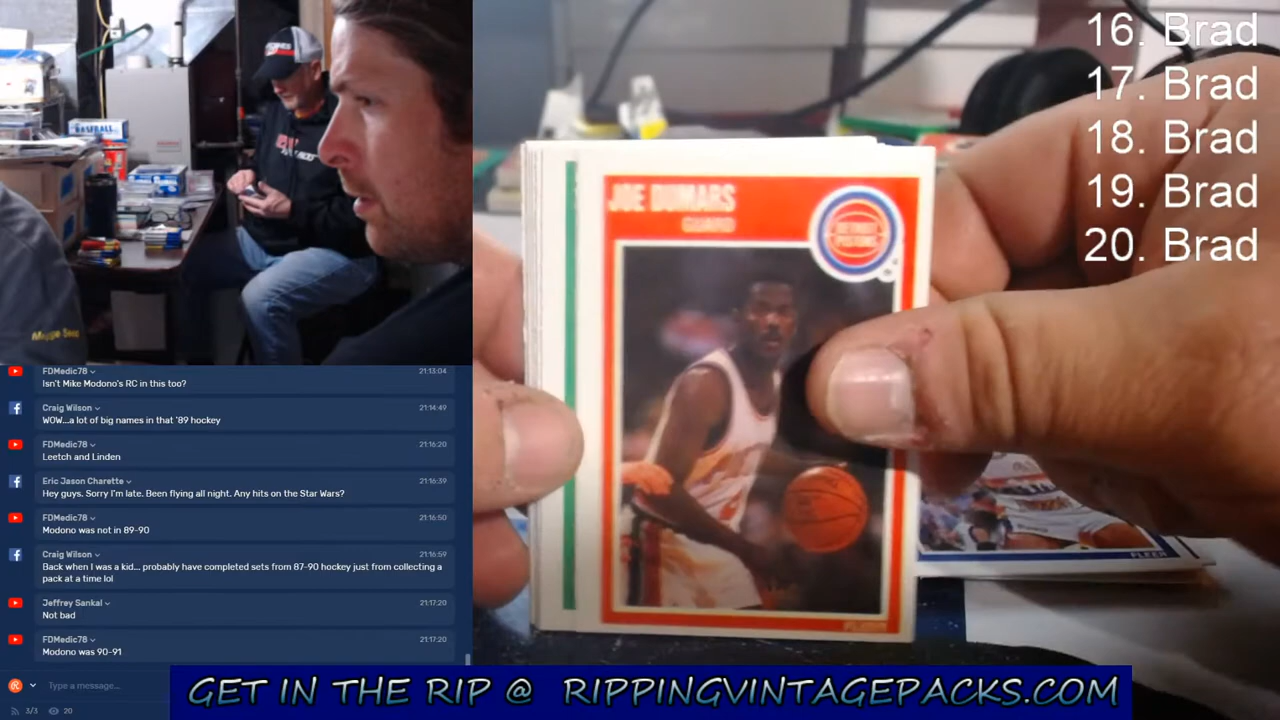 16. Brad
17. Brad
18. Brad
19. Brad
20. Brad
BASEBALL
JOE DUMARS
GUARD
DETROIT
PISTONS
FLEER
FLEER
FDMedic78 21:13:04
Isn't Mike Modono's RC in this too?
Craig Wilson 21:14:49
WOW...a lot of big names in that '89 hockey
FDMedic78 21:16:20
Leetch and Linden
Eric Jason Charette 21:16:39
Hey guys. Sorry I'm late. Been flying all night. Any hits on the Star Wars?
FDMedic78 21:16:50
Modono was not in 89-90
Craig Wilson 21:16:59
Back when I was a kid... probably have completed sets from 87-90 hockey just from collecting a
pack at a time lol
Jeffrey Sankal 21:17:20
Not bad
FDMedic78 21:17:20
Modono was 90-91
Type a message...
3/3 20
GET IN THE RIP @ RIPPINGVINTAGEPACKS.COM